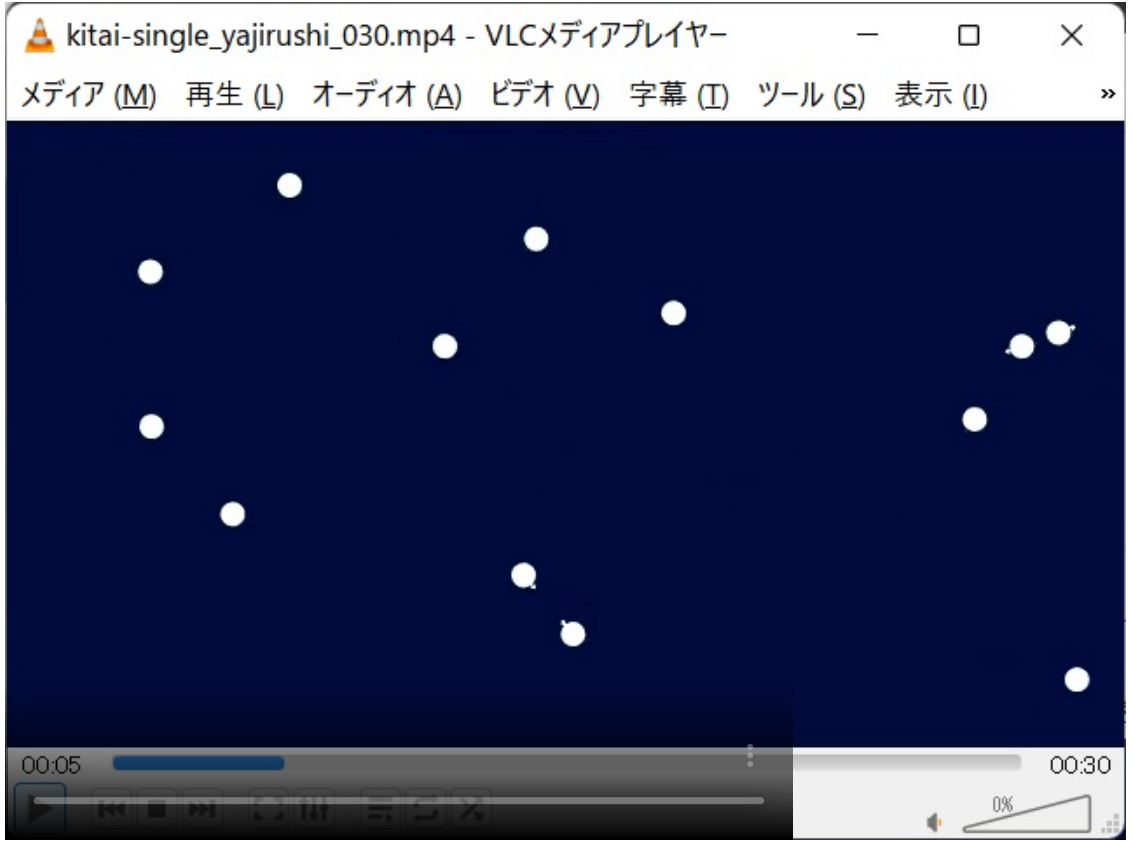 kitai-single_yajirushi_030.mp4 - VLCメディアプレイヤー
メディア (M) 再生 (L) オーディオ (A) ビデオ (V) 字幕 (T) ツール (S) 表示 (I) »
00:05 00:30
0%